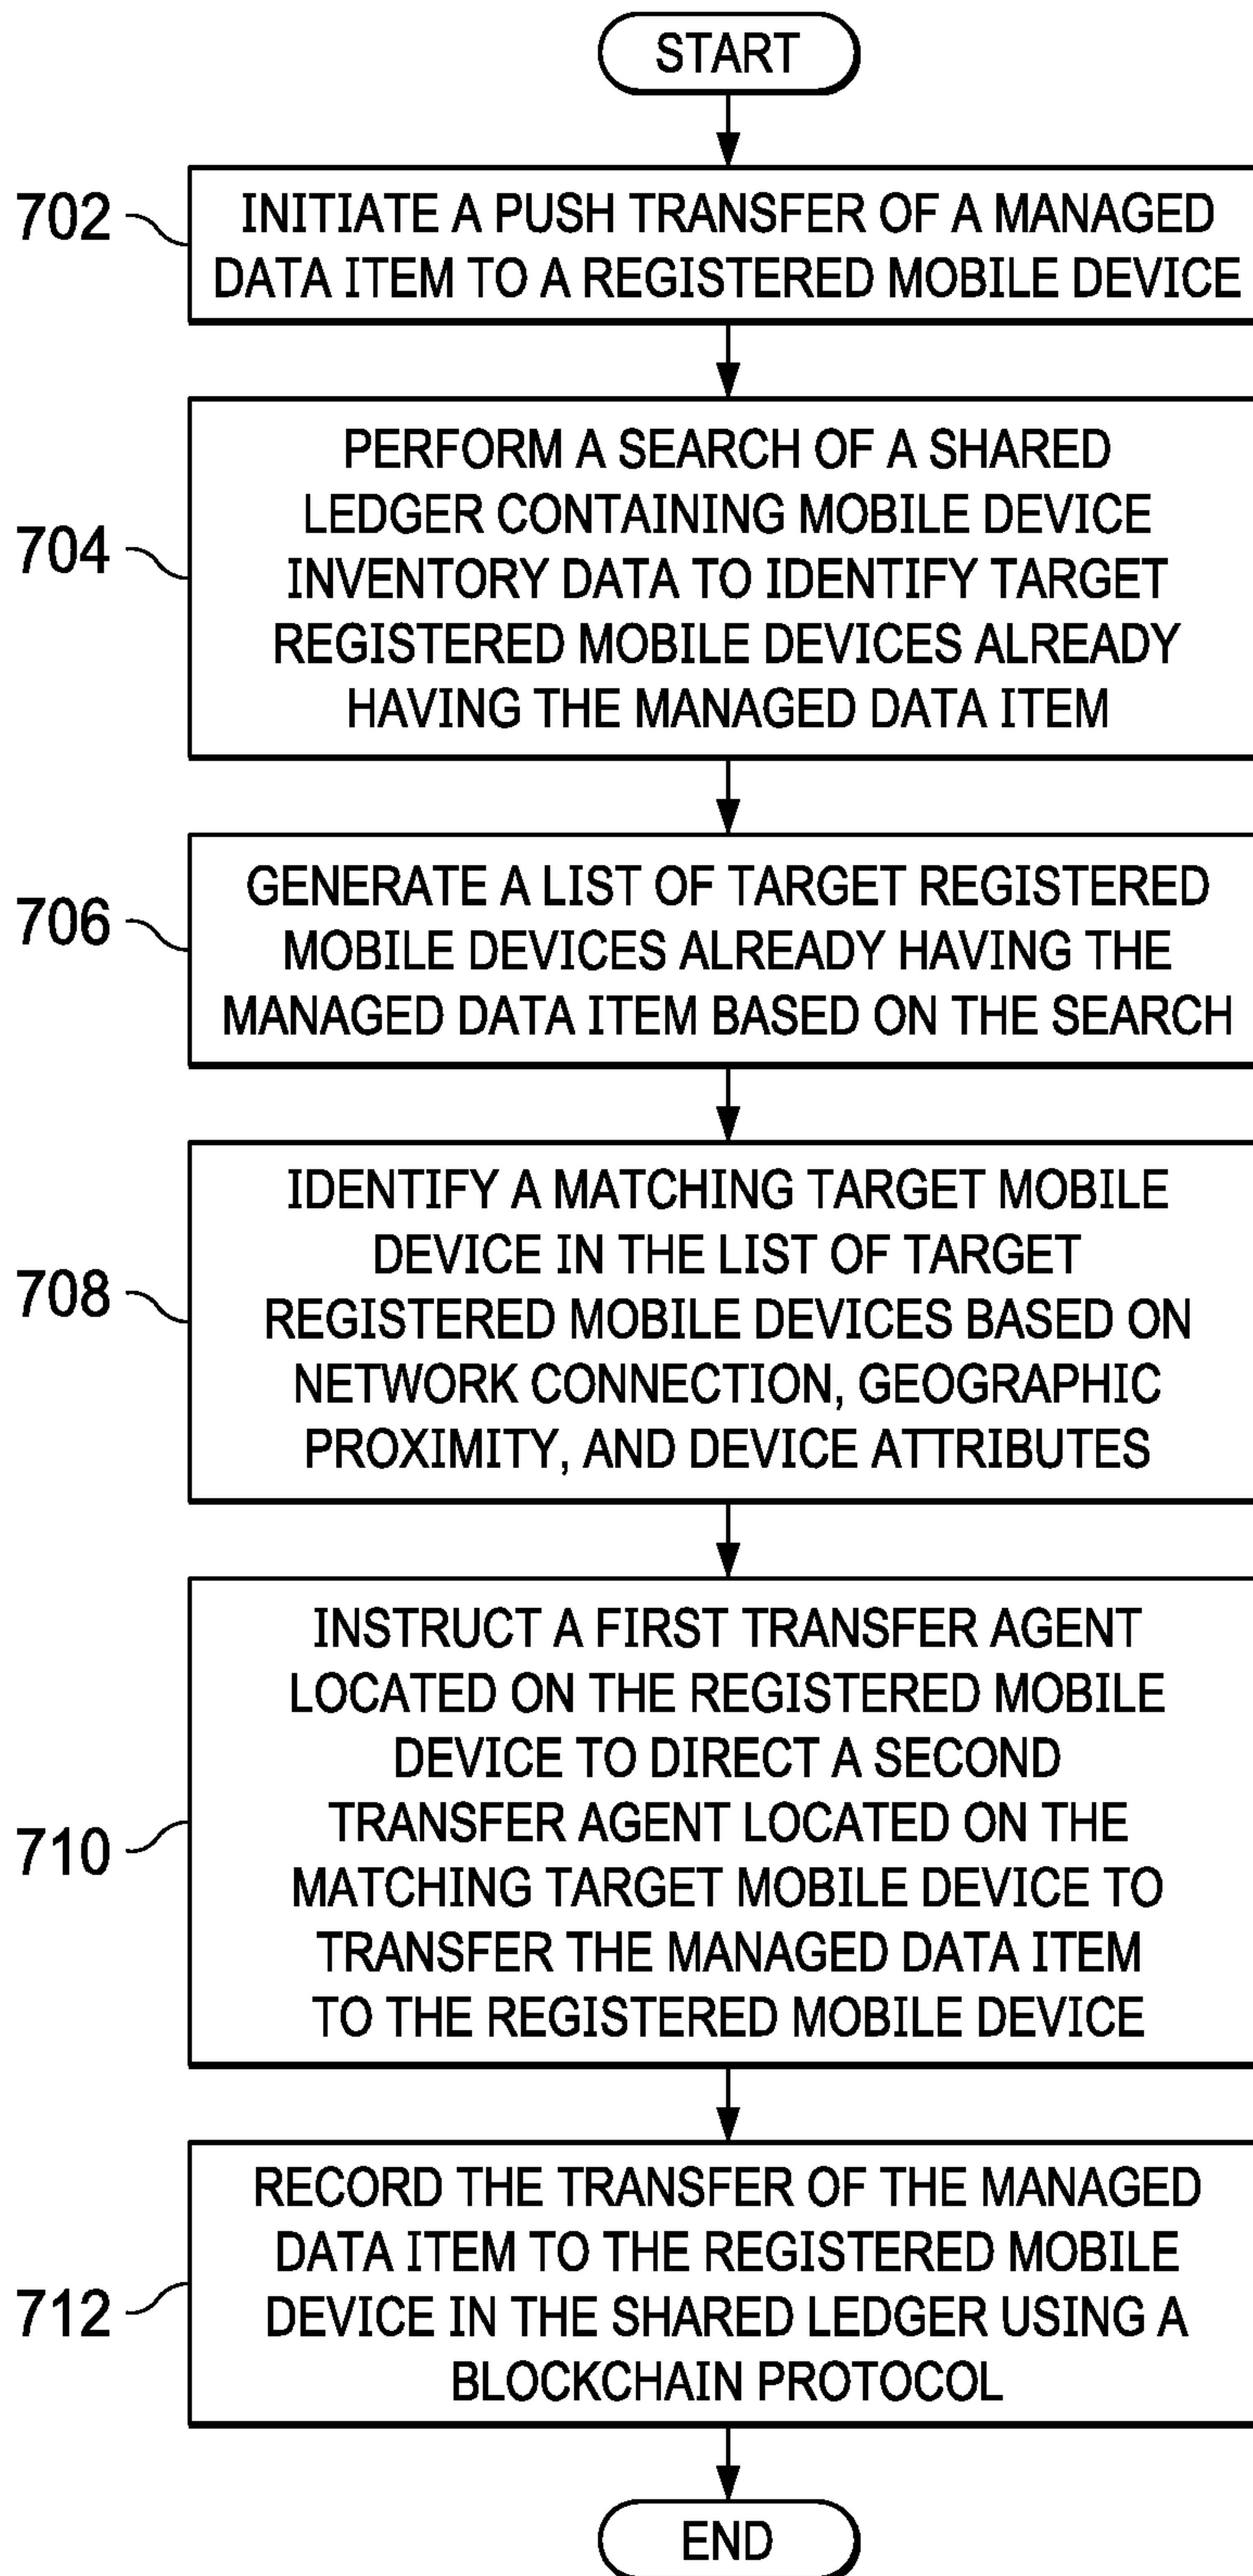 START
702
INITIATE A PUSH TRANSFER OF A MANAGED
DATA ITEM TO A REGISTERED MOBILE DEVICE
704
PERFORM A SEARCH OF A SHARED
LEDGER CONTAINING MOBILE DEVICE
INVENTORY DATA TO IDENTIFY TARGET
REGISTERED MOBILE DEVICES ALREADY
HAVING THE MANAGED DATA ITEM
706
GENERATE A LIST OF TARGET REGISTERED
MOBILE DEVICES ALREADY HAVING THE
MANAGED DATA ITEM BASED ON THE SEARCH
708
IDENTIFY A MATCHING TARGET MOBILE
DEVICE IN THE LIST OF TARGET
REGISTERED MOBILE DEVICES BASED ON
NETWORK CONNECTION, GEOGRAPHIC
PROXIMITY, AND DEVICE ATTRIBUTES
710
INSTRUCT A FIRST TRANSFER AGENT
LOCATED ON THE REGISTERED MOBILE
DEVICE TO DIRECT A SECOND
TRANSFER AGENT LOCATED ON THE
MATCHING TARGET MOBILE DEVICE TO
TRANSFER THE MANAGED DATA ITEM
TO THE REGISTERED MOBILE DEVICE
712
RECORD THE TRANSFER OF THE MANAGED
DATA ITEM TO THE REGISTERED MOBILE
DEVICE IN THE SHARED LEDGER USING A
BLOCKCHAIN PROTOCOL
END